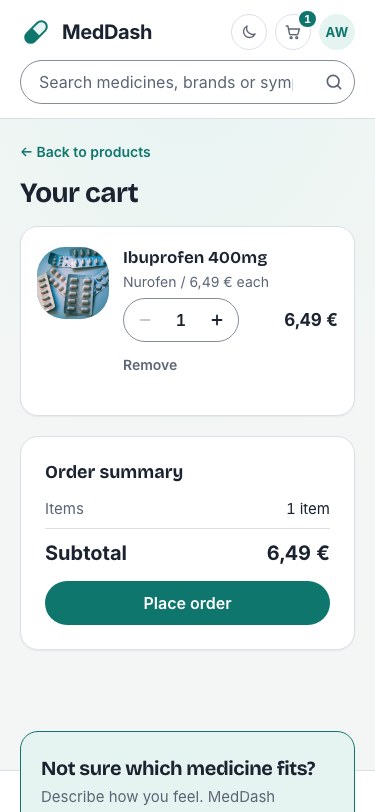 MedDash
1
AW
Search medicines, brands or sym
← Back to products
Your cart
Ibuprofen 400mg
Nurofen / 6,49 € each
− 1 +
6,49 €
Remove
Order summary
Items 1 item
Subtotal 6,49 €
Place order
Not sure which medicine fits?
Describe how you feel. MedDash